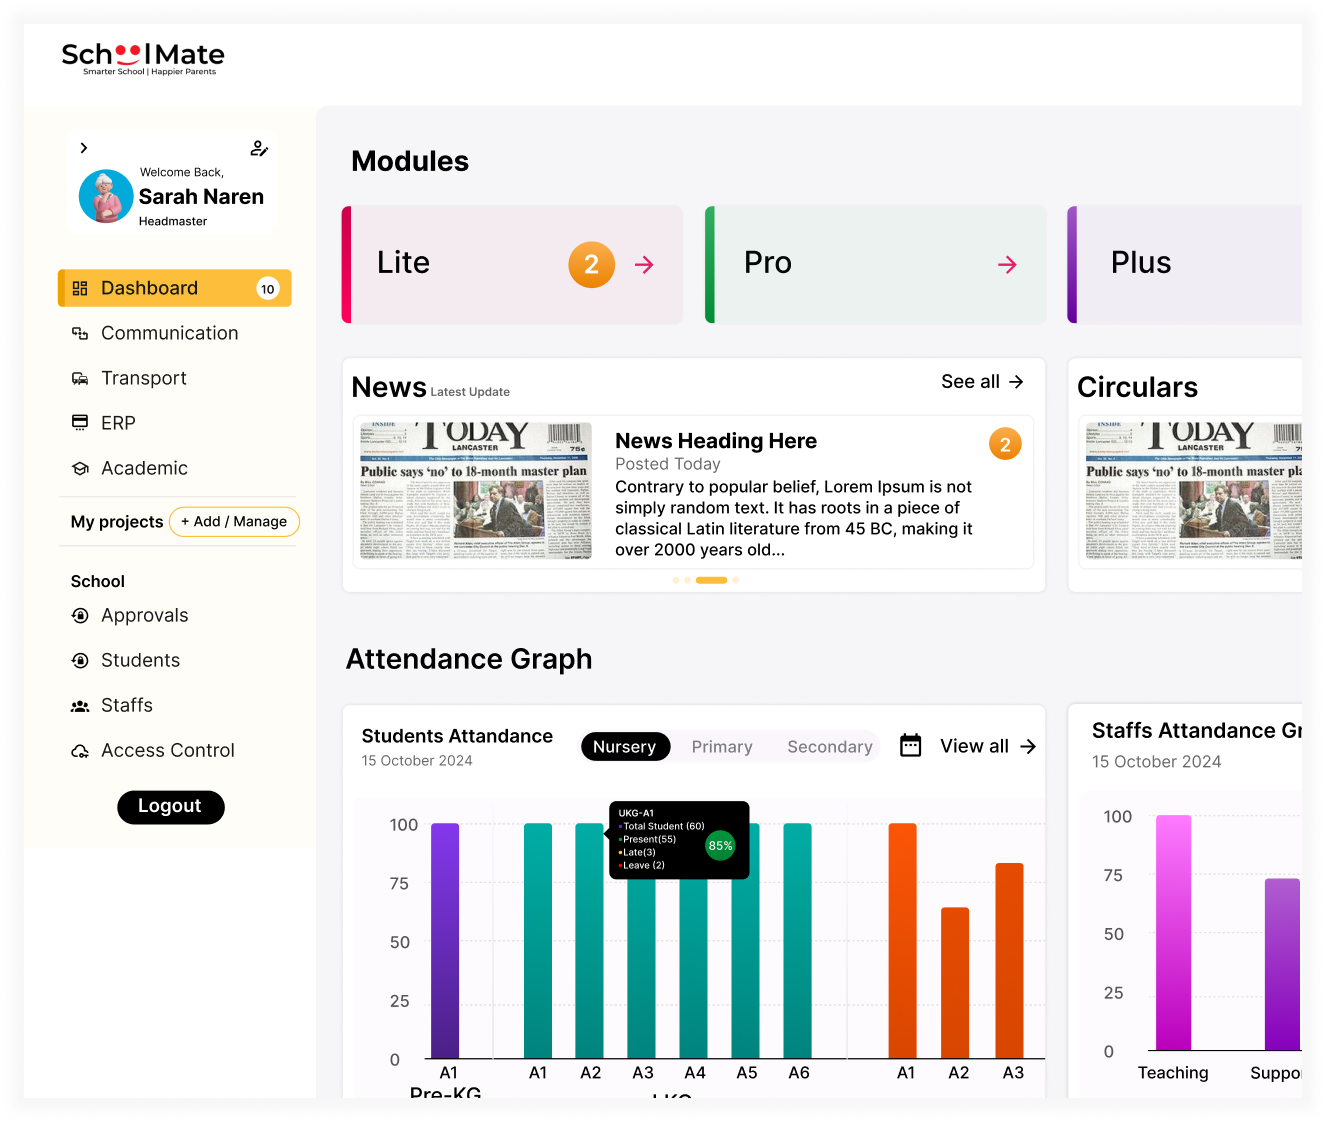 SchoolMate
Smarter School | Happier Parents
Welcome Back,
Sarah Naren
Headmaster
Dashboard 10
Communication
Transport
ERP
Academic
My projects + Add / Manage
School
Approvals
Students
Staffs
Access Control
Logout
Modules
Lite 2
Pro
Plus
News Latest Update
See all
INSIDE
TODAY
LANCASTER
75¢
Public says ‘no’ to 18-month master plan
News Heading Here
2
Posted Today
Contrary to popular belief, Lorem Ipsum is not
simply random text. It has roots in a piece of
classical Latin literature from 45 BC, making it
over 2000 years old...
Circulars
INSIDE
TODAY
LANCASTER
Public says ‘no’ to 18-month master plan
Attendance Graph
Students Attandance
15 October 2024
Nursery Primary Secondary
View all
UKG-A1
Total Student (60)
Present(55)
Late(3)
Leave (2)
85%
100
75
50
25
0
A1 A1 A2 A3 A4 A5 A6 A1 A2 A3
Pre-KG
Staffs Attandance Gr
15 October 2024
100
75
50
25
0
Teaching Suppo